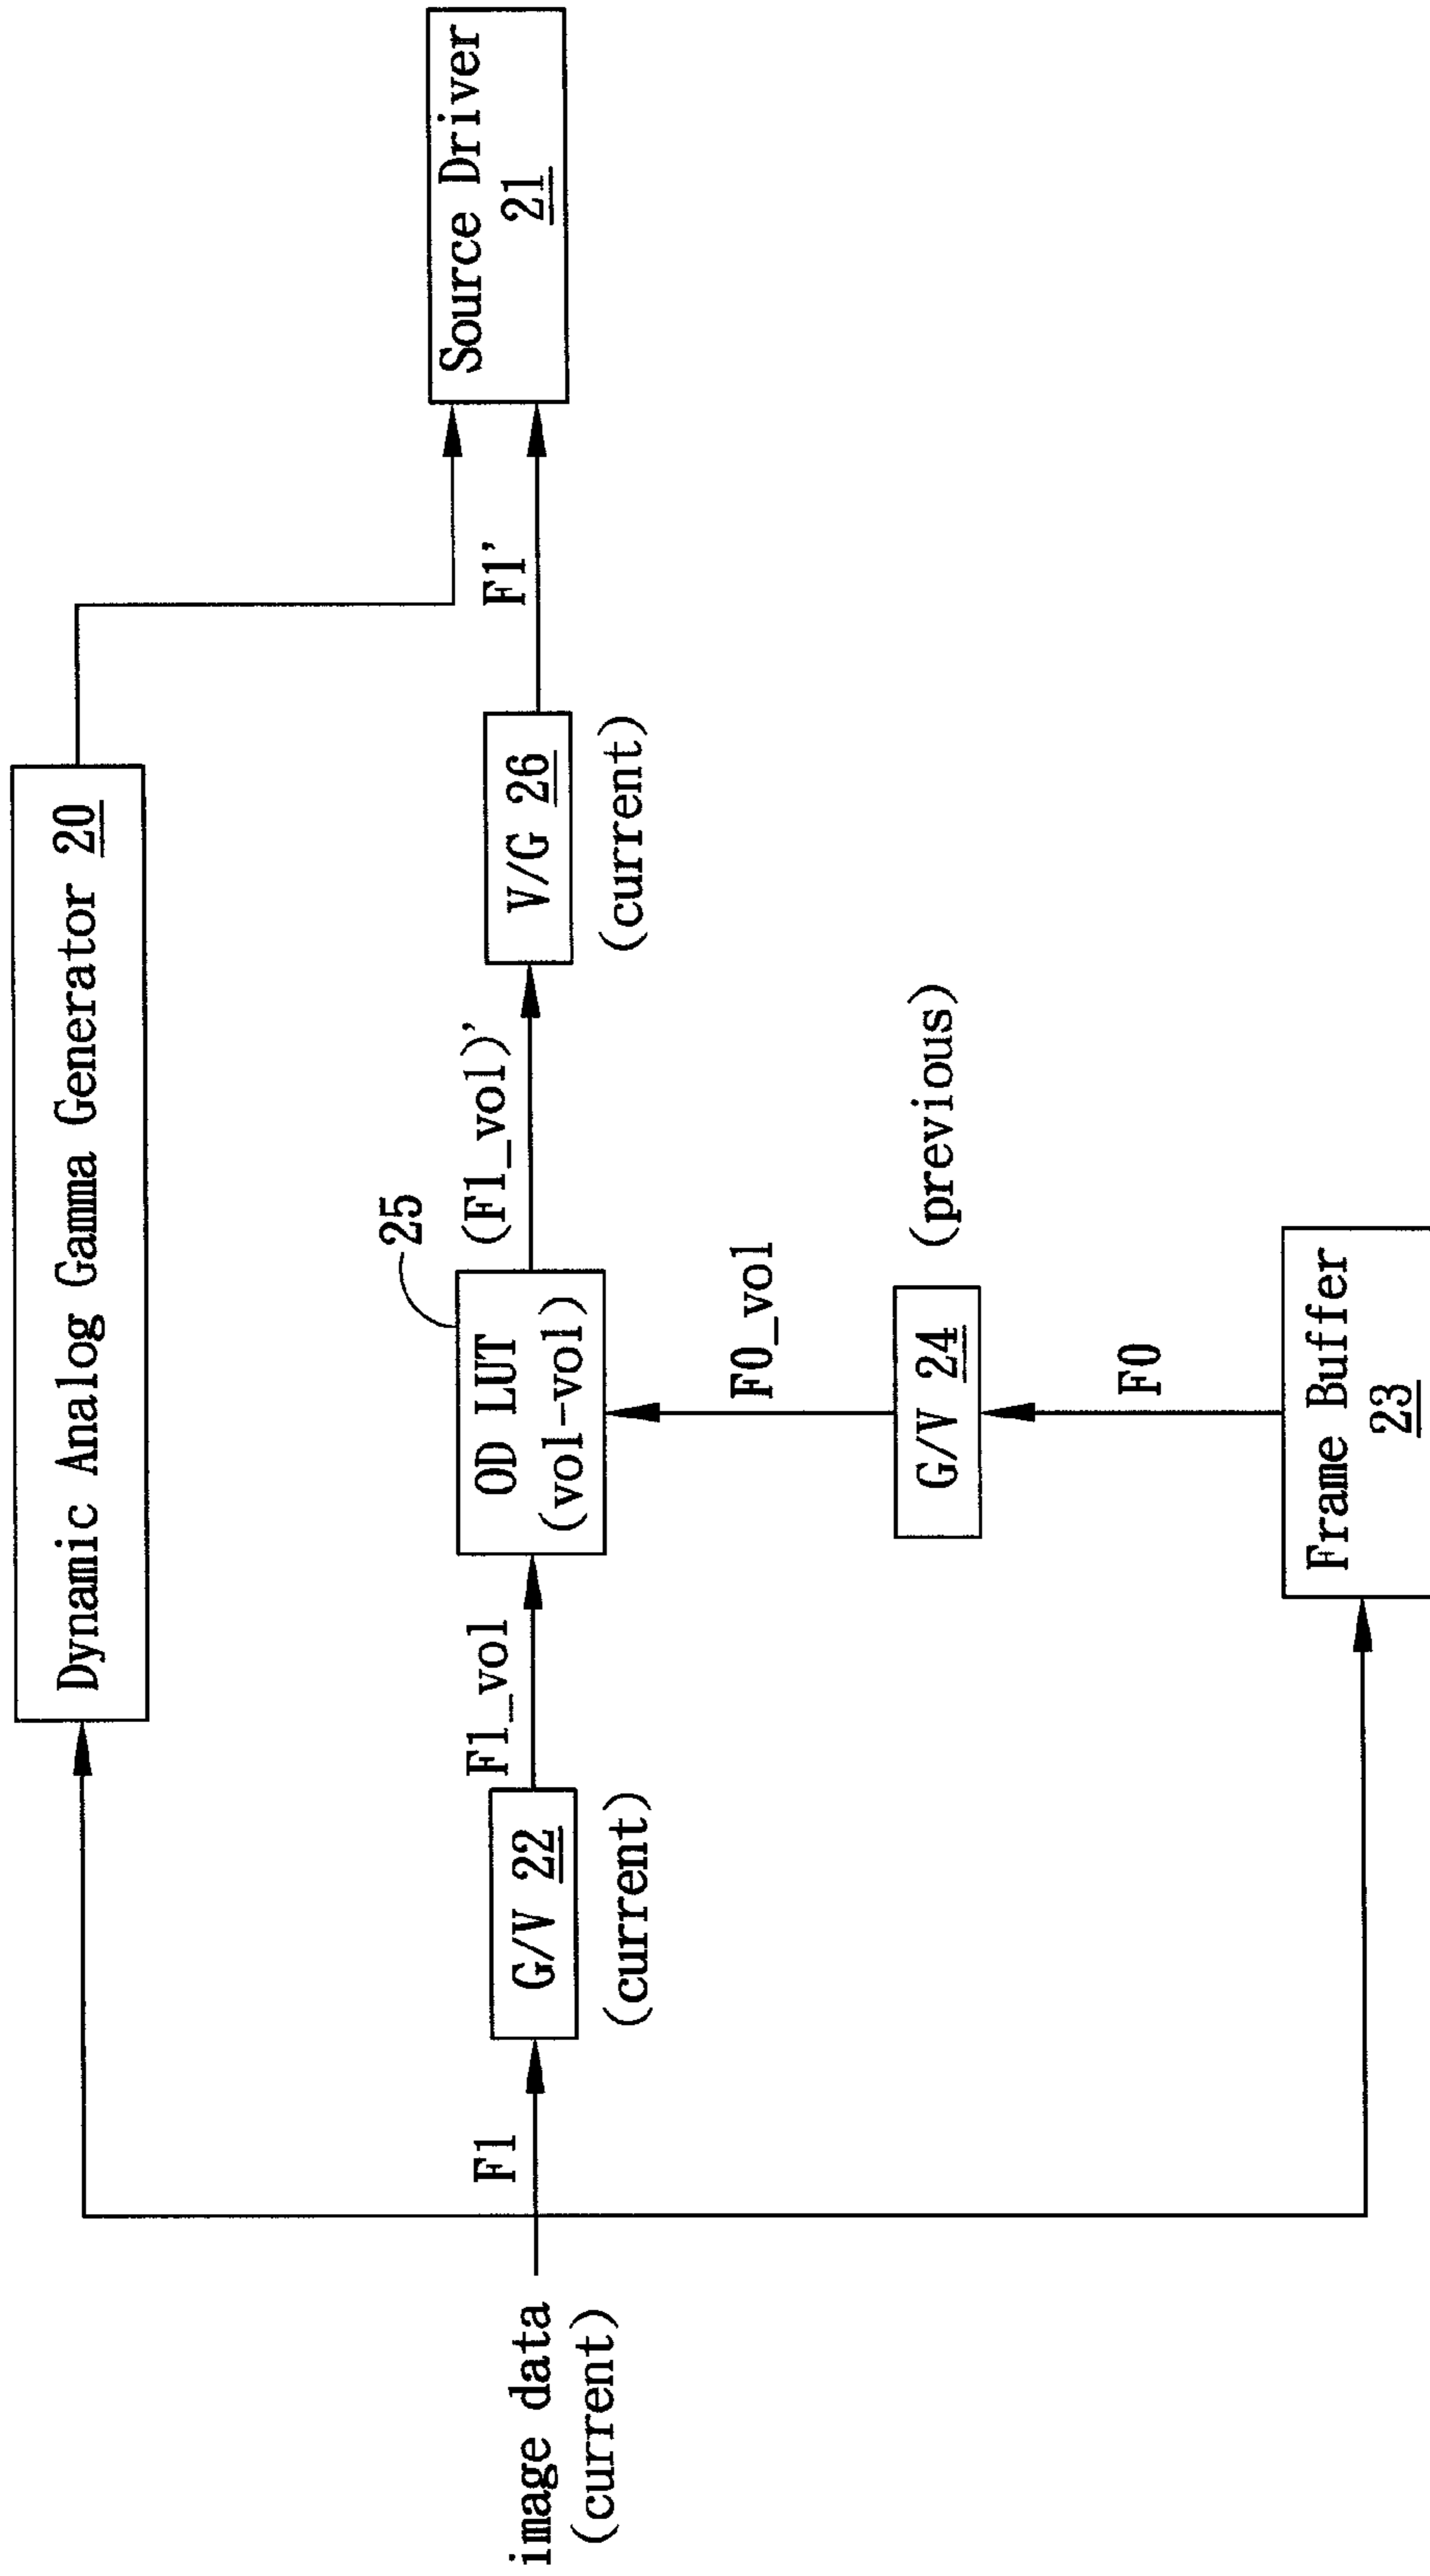 Dynamic Analog Gamma Generator 20
Source Driver
21
image data
(current)
F1
G/V 22
(current)
F1_vol
25
OD LUT
(vol-vol)
(F1_vol)’
V/G 26
(current)
F1’
F0_vol
G/V 24
(previous)
F0
Frame Buffer
23